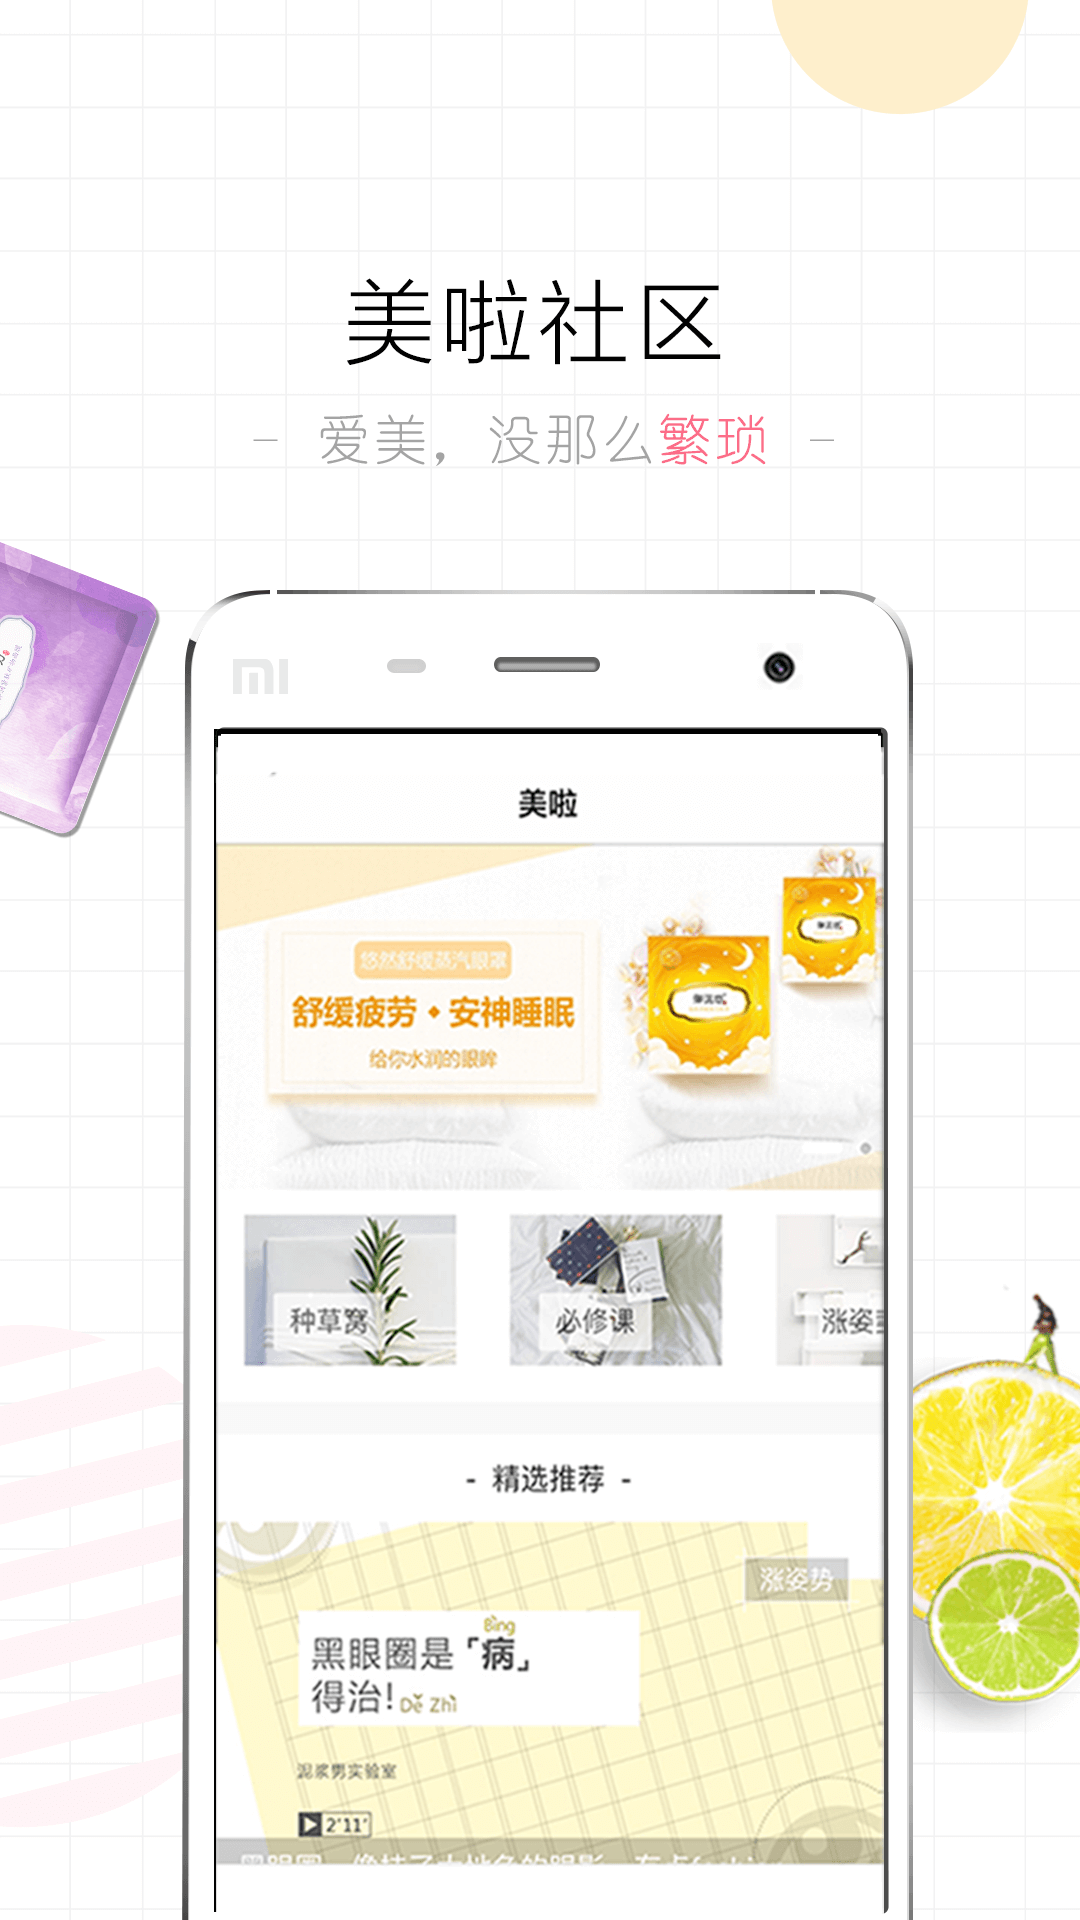 美啦社区
— 爱美，没那么繁琐 —
mi
美啦
悠然舒缓蒸汽眼罩
舒缓疲劳·安神睡眠
给你水润的眼眸
种草窝
必修课
涨姿
- 精选推荐 -
涨姿势
Bìng
黑眼圈是「病」
得治! Dé Zhì
泥浆男实验室
2'11"